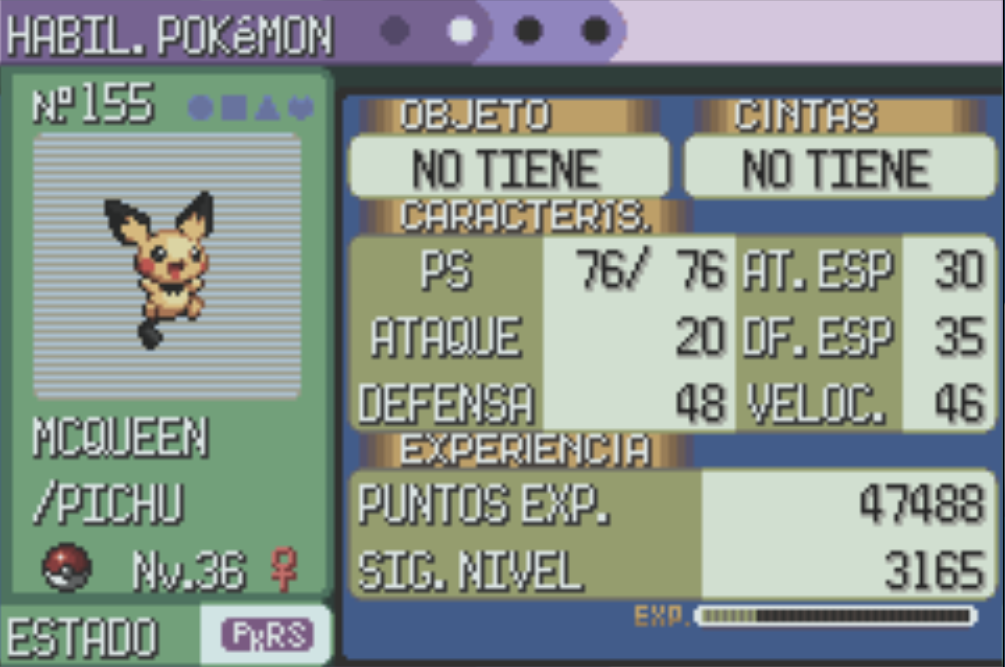 HABIL. POKéMON
Nº155
OBJETO
CINTAS
NO TIENE
NO TIENE
CARACTERíS.
PS 76/ 76 AT. ESP 30
ATAQUE 20 DF. ESP 35
DEFENSA 48 VELOC. 46
MCQUEEN
/PICHU
Nv.36 ♀
EXPERIENCIA
PUNTOS EXP. 47488
SIG. NIVEL 3165
EXP.
ESTADO PKRS